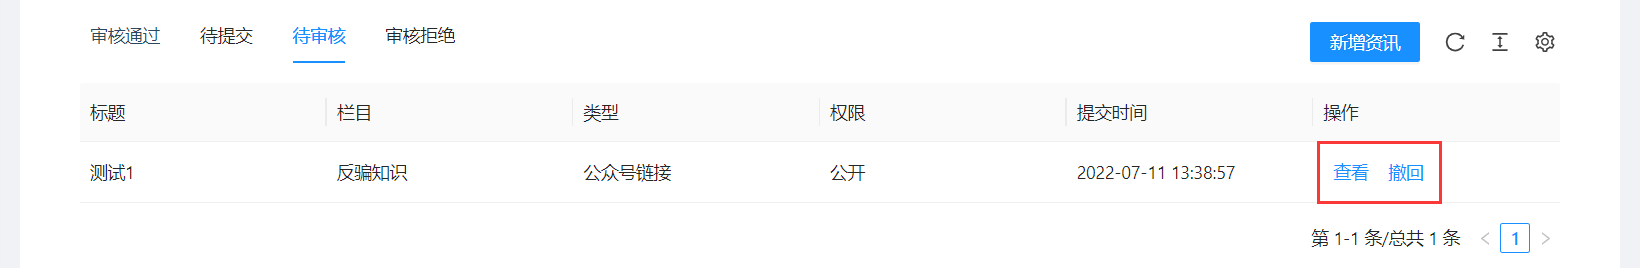 审核通过 待提交 待审核 审核拒绝 新增资讯
标题 栏目 类型 权限 提交时间 操作
测试1 反骗知识 公众号链接 公开 2022-07-11 13:38:57 查看 撤回
第 1-1 条/总共 1 条 < 1 >